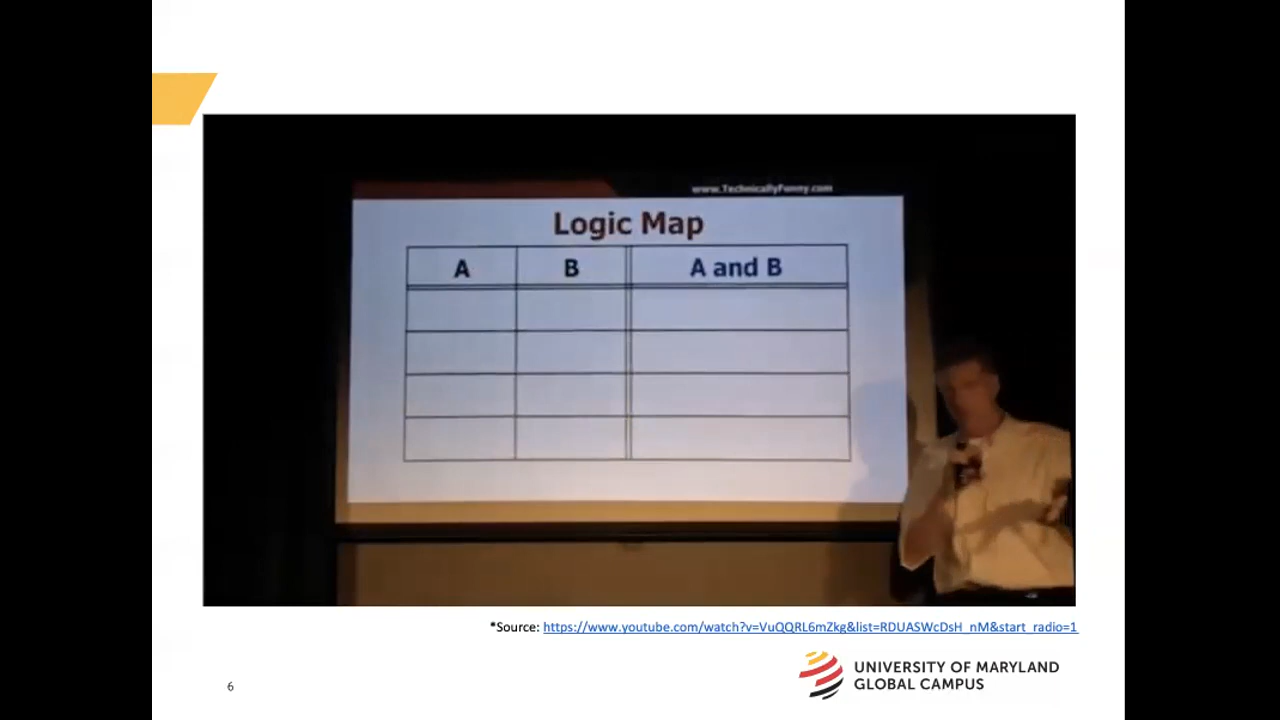 www.TechnicallyFunny.com
Logic Map
A B A and B
*Source: https://www.youtube.com/watch?v=VuQQRL6mZkg&list=RDUASWcDsH_nM&start_radio=1
6
UNIVERSITY OF MARYLAND
GLOBAL CAMPUS